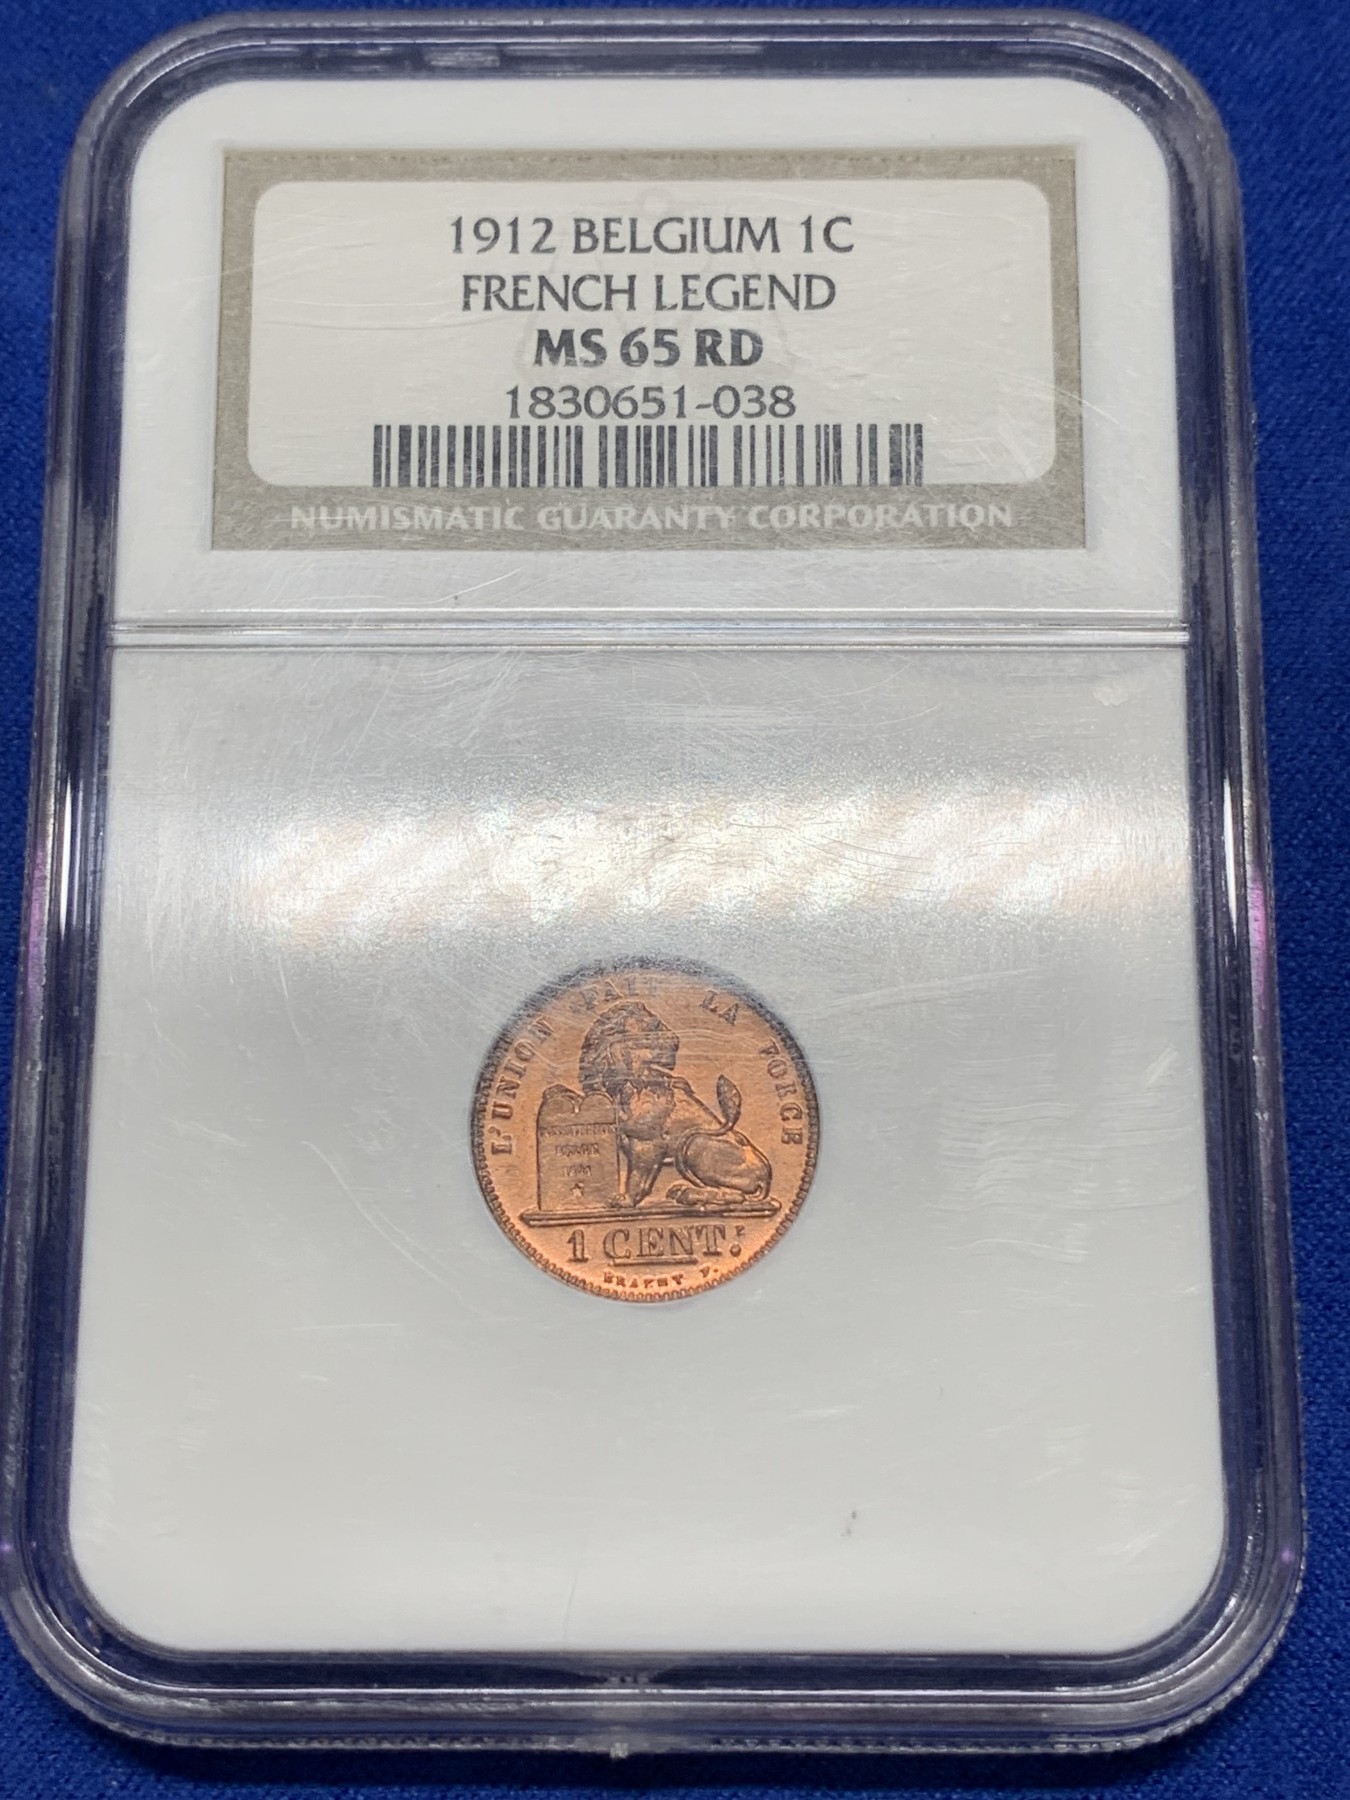 1912 BELGIUM 1C
FRENCH LEGEND
MS 65 RD
1830651-038
NUMISMATIC GUARANTY CORPORATION
L'UNION FAIT LA FORCE
1 CENT.
BRAEMT F.